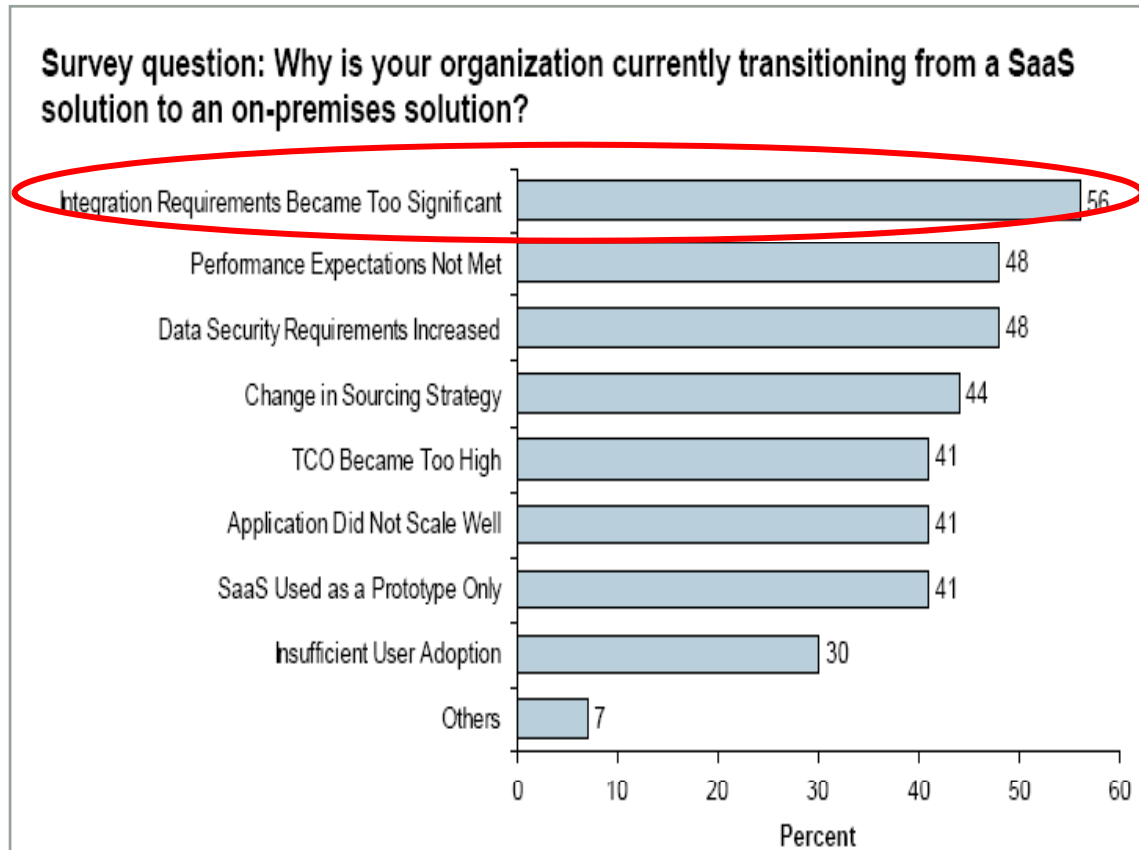 Survey question: Why is your organization currently transitioning from a SaaS
solution to an on-premises solution?
Integration Requirements Became Too Significant 56
Performance Expectations Not Met 48
Data Security Requirements Increased 48
Change in Sourcing Strategy 44
TCO Became Too High 41
Application Did Not Scale Well 41
SaaS Used as a Prototype Only 41
Insufficient User Adoption 30
Others 7
0 10 20 30 40 50 60
Percent